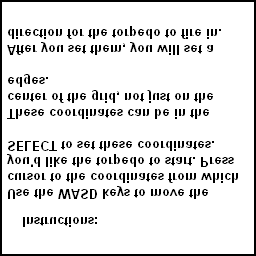 Instructions:
Use the WASD keys to move the
cursor to the coordinates from which
you'd like the torpedo to start. Press
SELECT to set these coordinates.
These coordinates can be in the
center of the grid, not just on the
edges.
After you set them, you will set a
direction for the torpedo to fire in.